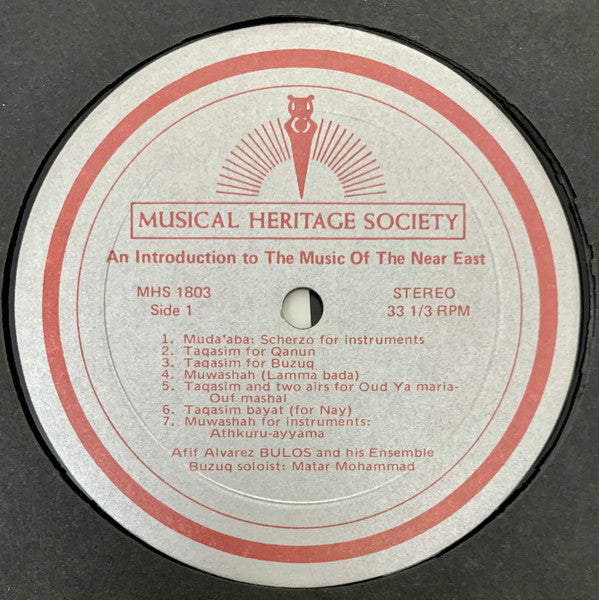 MUSICAL HERITAGE SOCIETY
An Introduction to The Music Of The Near East
MHS 1803 STEREO
Side 1 33 1/3 RPM
1. Muda'aba: Scherzo for instruments
2. Taqasim for Qanun
3. Taqasim for Buzuq
4. Muwashah (Lamma bada)
5. Taqasim and two airs for Oud Ya maria-
Ouf mashal
6. Taqasim bayat (for Nay)
7. Muwashah for instruments:
Athkuru-ayyama
Afif Alvarez BULOS and his Ensemble
Buzuq soloist: Matar Mohammad